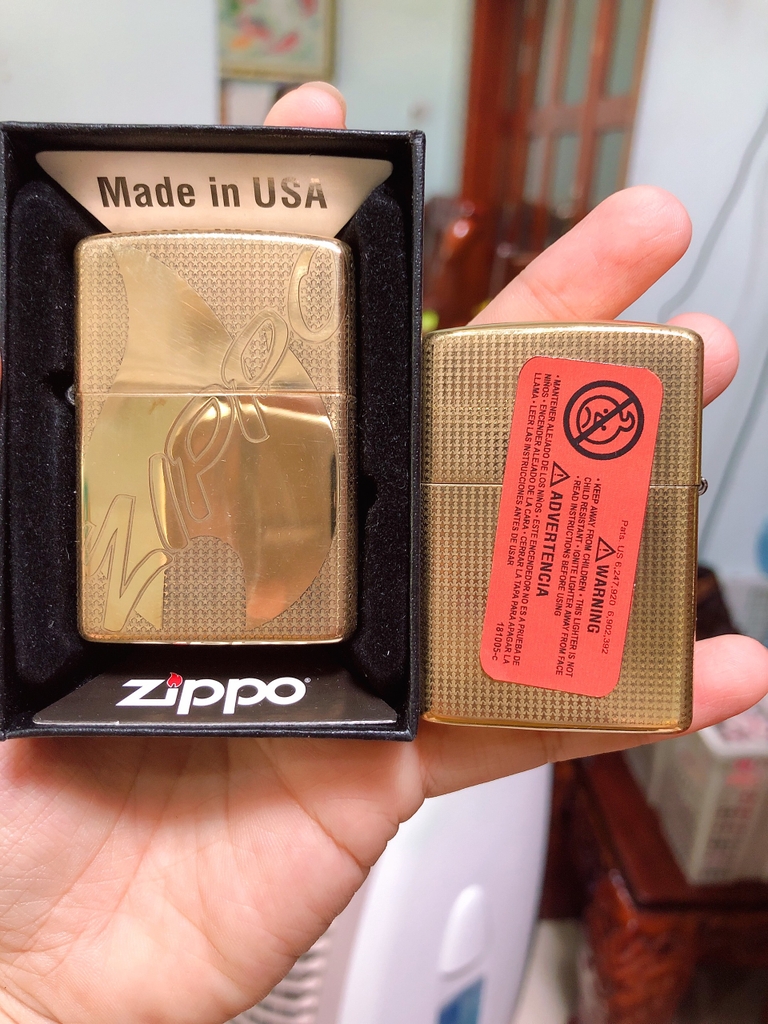 Made in USA
ZIPPO
zippo®
• MANTENER ALEJADO DE LOS NIÑOS • ESTE ENCENDEDOR NO ES A PRUEBA DE
NIÑOS • ENCENDER ALEJADO DE LA CARA • CERRAR LA TAPA PARA APAGAR LA
LLAMA • LEER LAS INSTRUCCIONES ANTES DE USAR
181005-c
⚠ADVERTENCIA
• KEEP AWAY FROM CHILDREN • THIS LIGHTER IS NOT
CHILD RESISTANT • IGNITE LIGHTER AWAY FROM FACE
• READ INSTRUCTIONS BEFORE USING
⚠WARNING
Pats. US 6,247,920 6,902,392